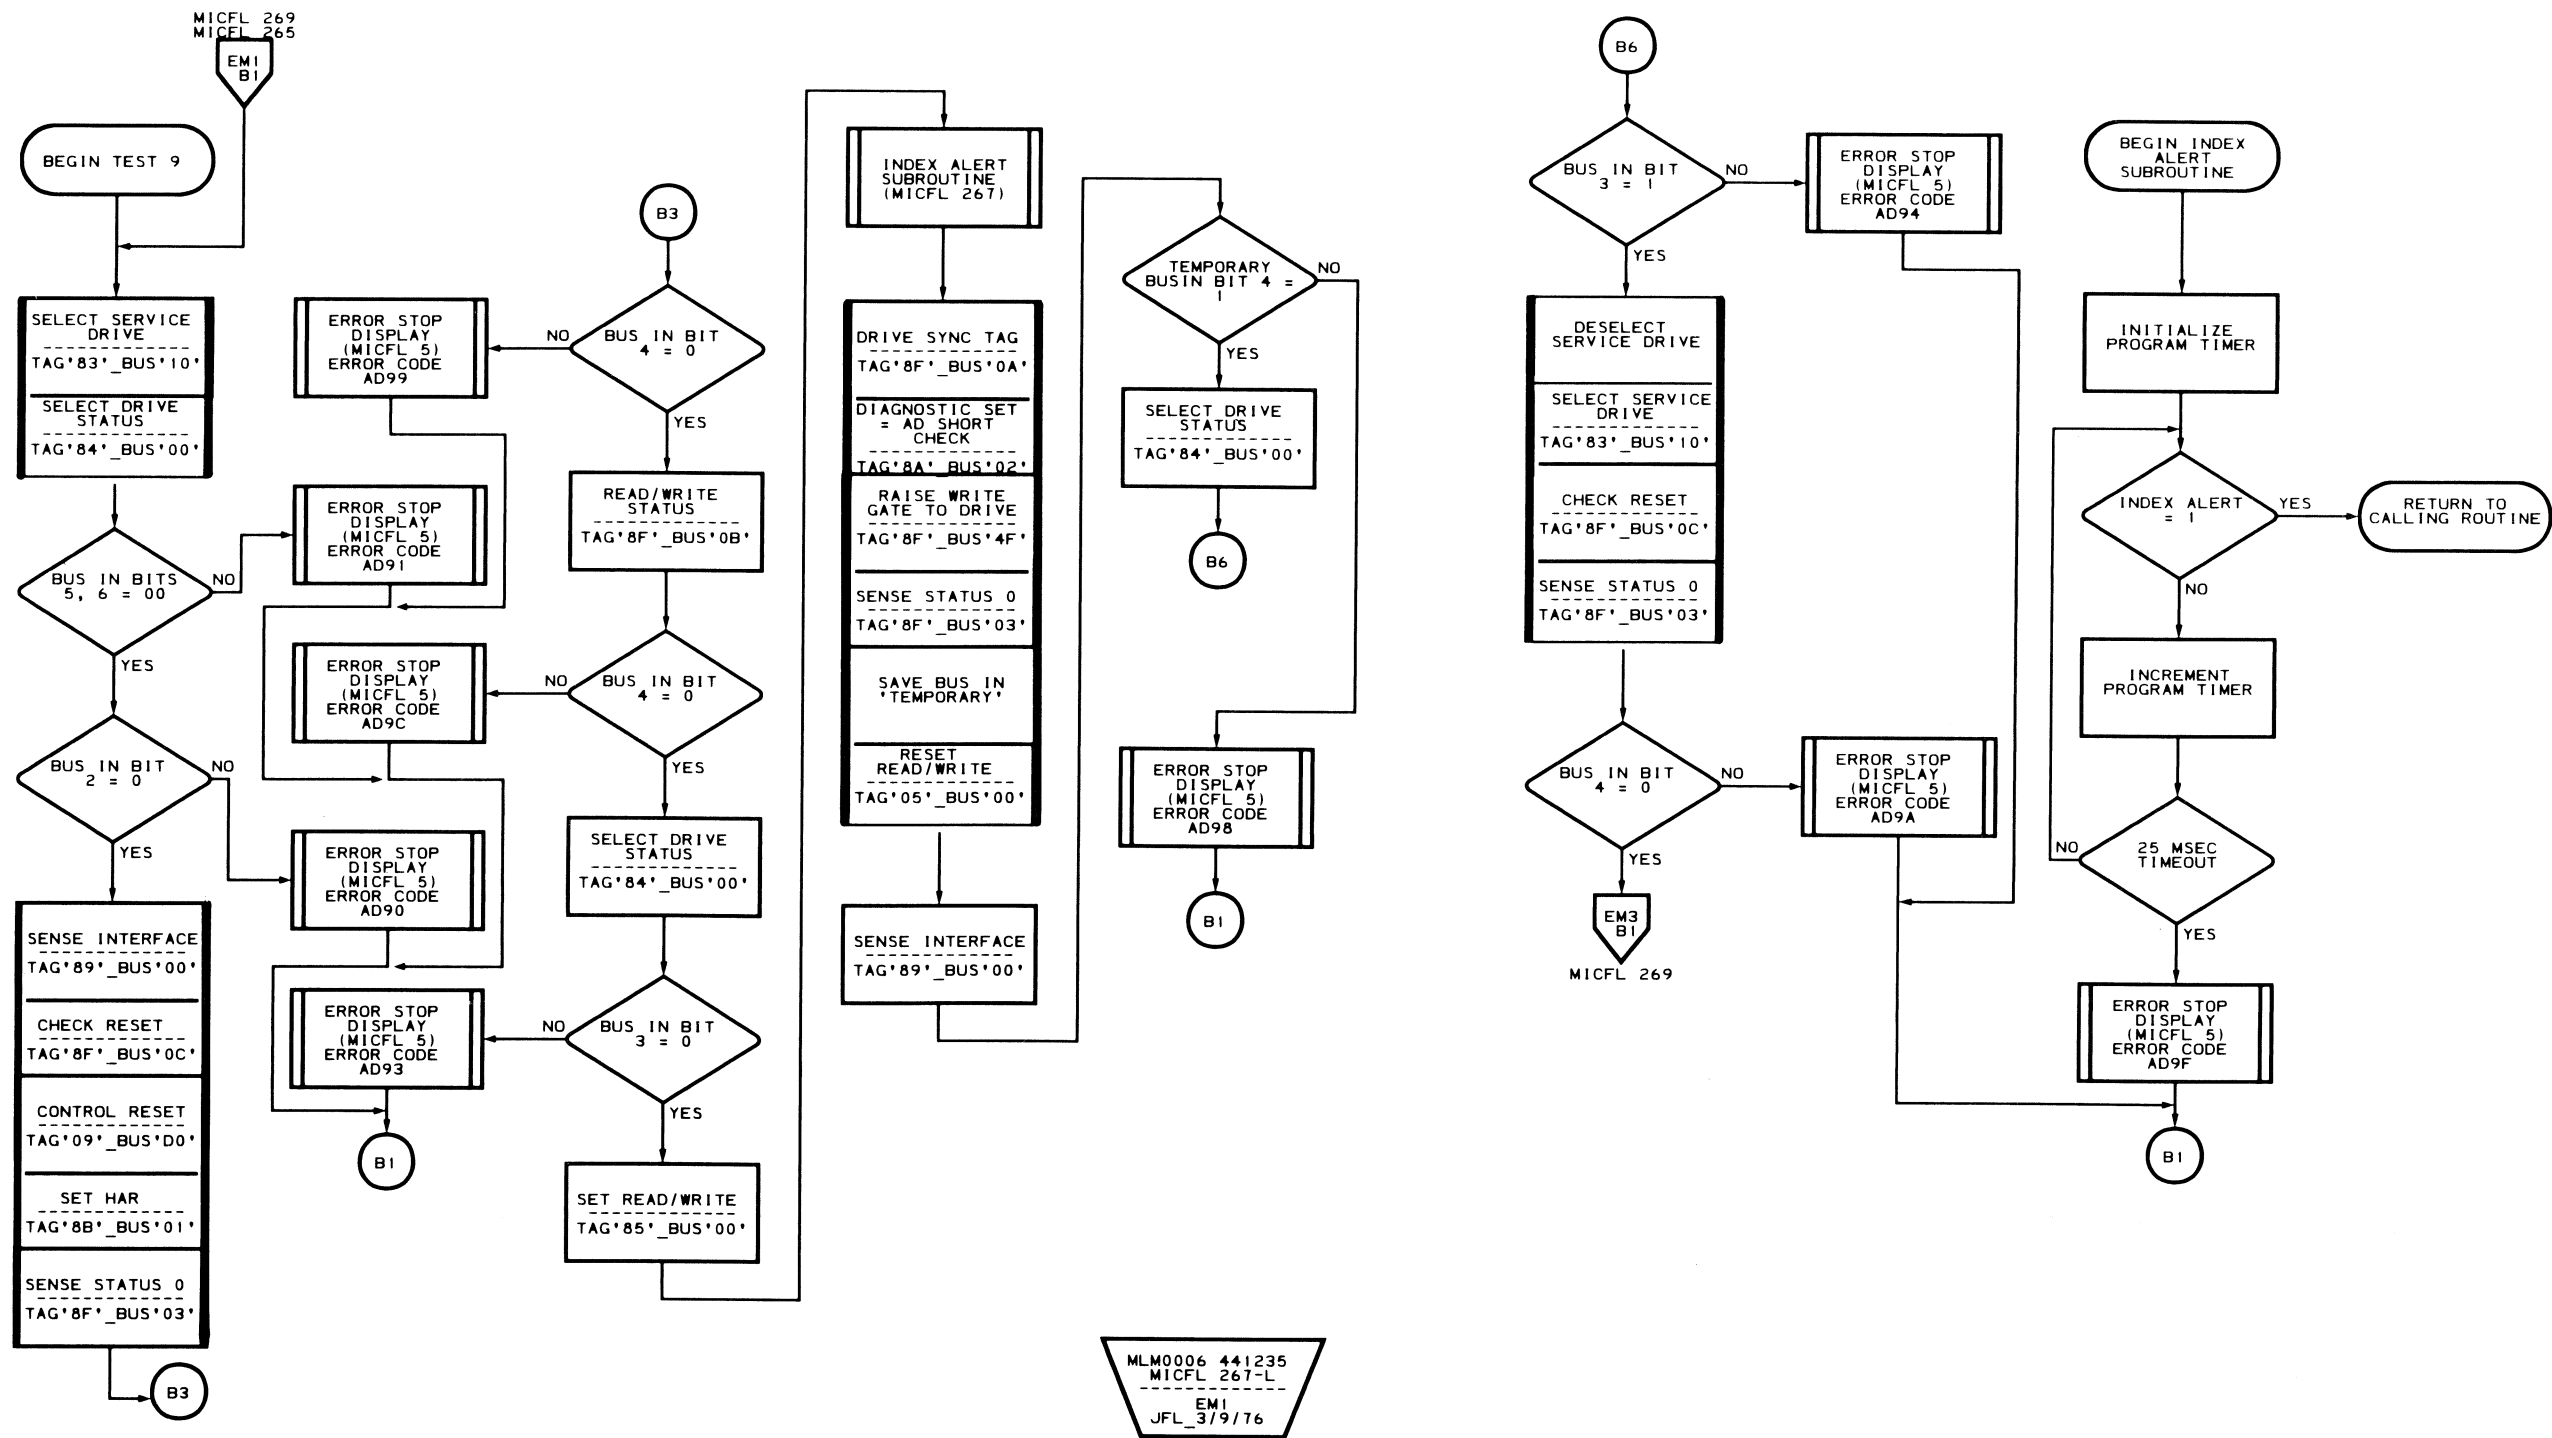 MICFL 269
MICFL 265
EM1
B1
BEGIN TEST 9
SELECT SERVICE
DRIVE
TAG'83'_BUS'10'
SELECT DRIVE
STATUS
TAG'84'_BUS'00'
BUS IN BITS
5, 6 = 00
NO
YES
BUS IN BIT
2 = 0
NO
YES
SENSE INTERFACE
TAG'89'_BUS'00'
CHECK RESET
TAG'8F'_BUS'0C'
CONTROL RESET
TAG'09'_BUS'D0'
SET HAR
TAG'8B'_BUS'01'
SENSE STATUS 0
TAG'8F'_BUS'03'
B3
ERROR STOP
DISPLAY
(MICFL 5)
ERROR CODE
AD99
ERROR STOP
DISPLAY
(MICFL 5)
ERROR CODE
AD91
ERROR STOP
DISPLAY
(MICFL 5)
ERROR CODE
AD9C
ERROR STOP
DISPLAY
(MICFL 5)
ERROR CODE
AD90
ERROR STOP
DISPLAY
(MICFL 5)
ERROR CODE
AD93
B1
B3
BUS IN BIT
4 = 0
NO
YES
READ/WRITE
STATUS
TAG'8F'_BUS'0B'
BUS IN BIT
4 = 0
NO
YES
SELECT DRIVE
STATUS
TAG'84'_BUS'00'
BUS IN BIT
3 = 0
NO
YES
SET READ/WRITE
TAG'85'_BUS'00'
INDEX ALERT
SUBROUTINE
(MICFL 267)
DRIVE SYNC TAG
TAG'8F'_BUS'0A'
DIAGNOSTIC SET
= AD SHORT
CHECK
TAG'8A'_BUS'02'
RAISE WRITE
GATE TO DRIVE
TAG'8F'_BUS'4F'
SENSE STATUS 0
TAG'8F'_BUS'03'
SAVE BUS IN
'TEMPORARY'
RESET
READ/WRITE
TAG'05'_BUS'00'
SENSE INTERFACE
TAG'89'_BUS'00'
TEMPORARY
BUSIN BIT 4 =
1
NO
YES
SELECT DRIVE
STATUS
TAG'84'_BUS'00'
B6
ERROR STOP
DISPLAY
(MICFL 5)
ERROR CODE
AD98
B1
B6
BUS IN BIT
3 = 1
NO
YES
ERROR STOP
DISPLAY
(MICFL 5)
ERROR CODE
AD94
DESELECT
SERVICE DRIVE
SELECT SERVICE
DRIVE
TAG'83'_BUS'10'
CHECK RESET
TAG'8F'_BUS'0C'
SENSE STATUS 0
TAG'8F'_BUS'03'
BUS IN BIT
4 = 0
NO
YES
ERROR STOP
DISPLAY
(MICFL 5)
ERROR CODE
AD9A
EM3
B1
MICFL 269
BEGIN INDEX
ALERT
SUBROUTINE
INITIALIZE
PROGRAM TIMER
INDEX ALERT
= 1
YES
NO
RETURN TO
CALLING ROUTINE
INCREMENT
PROGRAM TIMER
25 MSEC
TIMEOUT
NO
YES
ERROR STOP
DISPLAY
(MICFL 5)
ERROR CODE
AD9F
B1
MLM0006 441235
MICFL 267-L
EM1
JFL_3/9/76